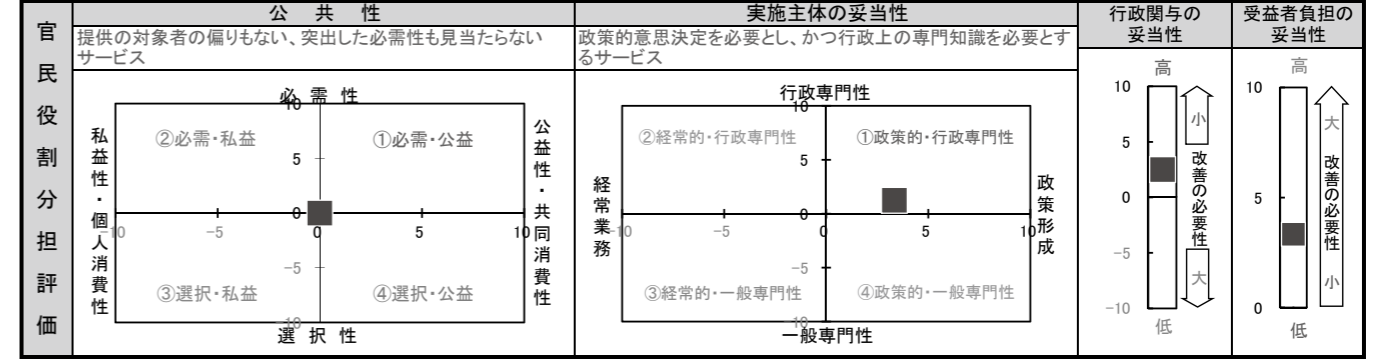 官民役割分担評価
公 共 性
提供の対象者の偏りもない、突出した必需性も見当たらない
サービス
必 需 性
10
②必需・私益
①必需・公益
5
私益性・個人消費性
公益性・共同消費性
-10
-5
0
0
5
10
-5
③選択・私益
④選択・公益
-10
選 択 性
実施主体の妥当性
政策的意思決定を必要とし、かつ行政上の専門知識を必要とす
るサービス
行政専門性
10
②経常的・行政専門性
①政策的・行政専門性
5
経常業務
政策形成
-10
-5
0
0
5
10
-5
③経常的・一般専門性
④政策的・一般専門性
-10
一般専門性
行政関与の
妥当性
高
10
5
0
-5
-10
小
改善の必要性
大
低
受益者負担の
妥当性
高
10
5
0
大
改善の必要性
小
低